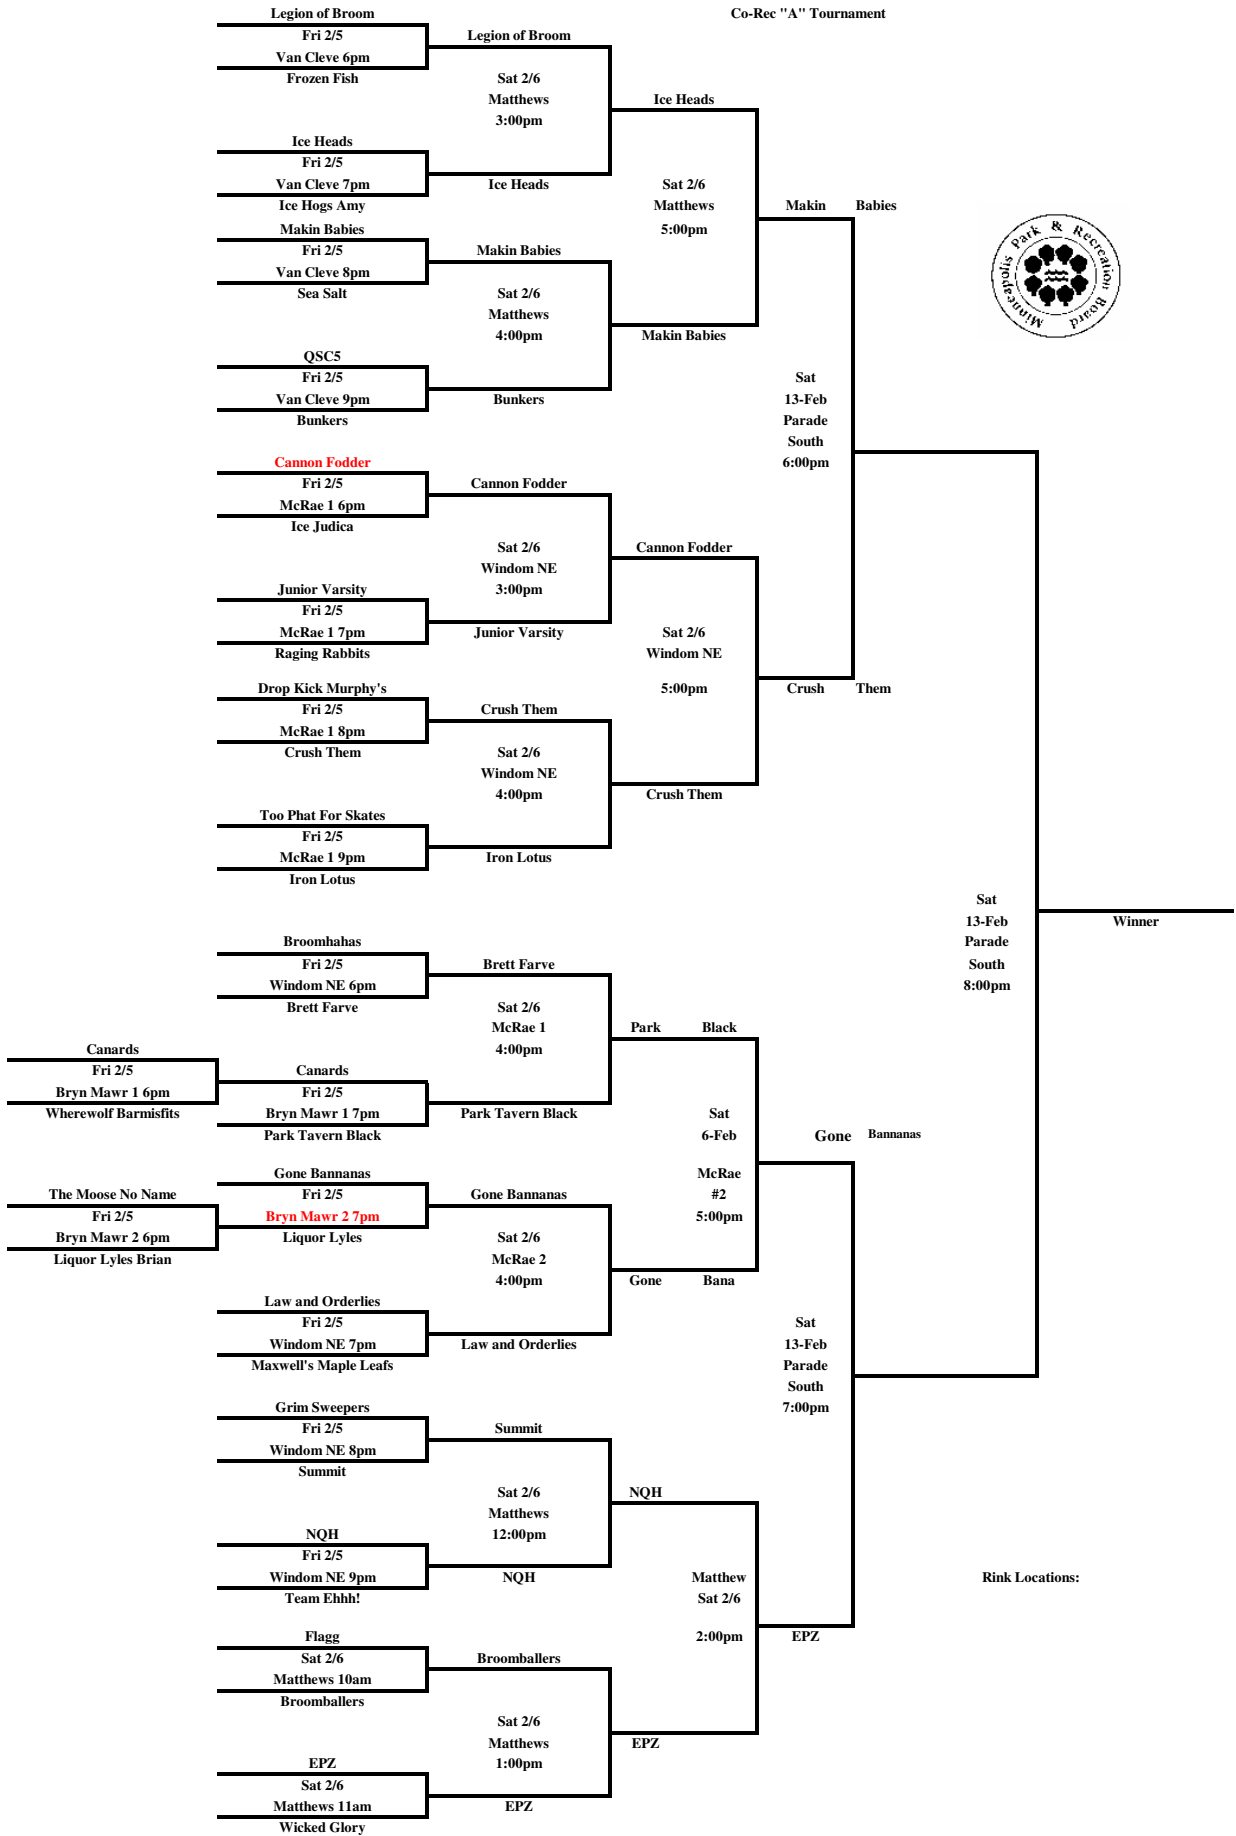 Legion of Broom
Co-Rec "A" Tournament
Fri 2/5
Legion of Broom
Van Cleve 6pm
Frozen Fish
Sat 2/6
Matthews
3:00pm
Ice Heads
Ice Heads
Fri 2/5
Van Cleve 7pm
Ice Heads
Ice Hogs Amy
Sat 2/6
Matthews
5:00pm
Makin Babies
Makin Babies
Fri 2/5
Makin Babies
Van Cleve 8pm
Sea Salt
Sat 2/6
Matthews
4:00pm
Makin Babies
Minneapolis Park & Recreation Board
QSC5
Fri 2/5
Van Cleve 9pm
Bunkers
Bunkers
Sat
13-Feb
Parade
South
6:00pm
Cannon Fodder
Fri 2/5
Cannon Fodder
McRae 1 6pm
Ice Judica
Sat 2/6
Windom NE
3:00pm
Cannon Fodder
Junior Varsity
Fri 2/5
McRae 1 7pm
Junior Varsity
Raging Rabbits
Sat 2/6
Windom NE
5:00pm
Crush Them
Drop Kick Murphy's
Fri 2/5
Crush Them
McRae 1 8pm
Crush Them
Sat 2/6
Windom NE
4:00pm
Crush Them
Too Phat For Skates
Fri 2/5
McRae 1 9pm
Iron Lotus
Iron Lotus
Sat
13-Feb
Parade
South
8:00pm
Winner
Broomhahas
Fri 2/5
Brett Farve
Windom NE 6pm
Brett Farve
Sat 2/6
McRae 1
4:00pm
Park Black
Canards
Fri 2/5
Bryn Mawr 1 6pm
Wherewolf Barmisfits
Canards
Fri 2/5
Bryn Mawr 1 7pm
Park Tavern Black
Park Tavern Black
Sat
6-Feb
McRae
#2
5:00pm
Gone Bannanas
Gone Bannanas
The Moose No Name
Fri 2/5
Gone Bannanas
Fri 2/5
Bryn Mawr 2 7pm
Bryn Mawr 2 6pm
Liquor Lyles
Liquor Lyles Brian
Sat 2/6
McRae 2
4:00pm
Gone Bana
Law and Orderlies
Fri 2/5
Windom NE 7pm
Law and Orderlies
Maxwell's Maple Leafs
Sat
13-Feb
Parade
South
7:00pm
Grim Sweepers
Fri 2/5
Summit
Windom NE 8pm
Summit
Sat 2/6
Matthews
12:00pm
NQH
NQH
Fri 2/5
Windom NE 9pm
NQH
Team Ehhh!
Matthew
Sat 2/6
2:00pm
EPZ
Rink Locations:
Flagg
Sat 2/6
Broomballers
Matthews 10am
Broomballers
Sat 2/6
Matthews
1:00pm
EPZ
EPZ
Sat 2/6
Matthews 11am
EPZ
Wicked Glory